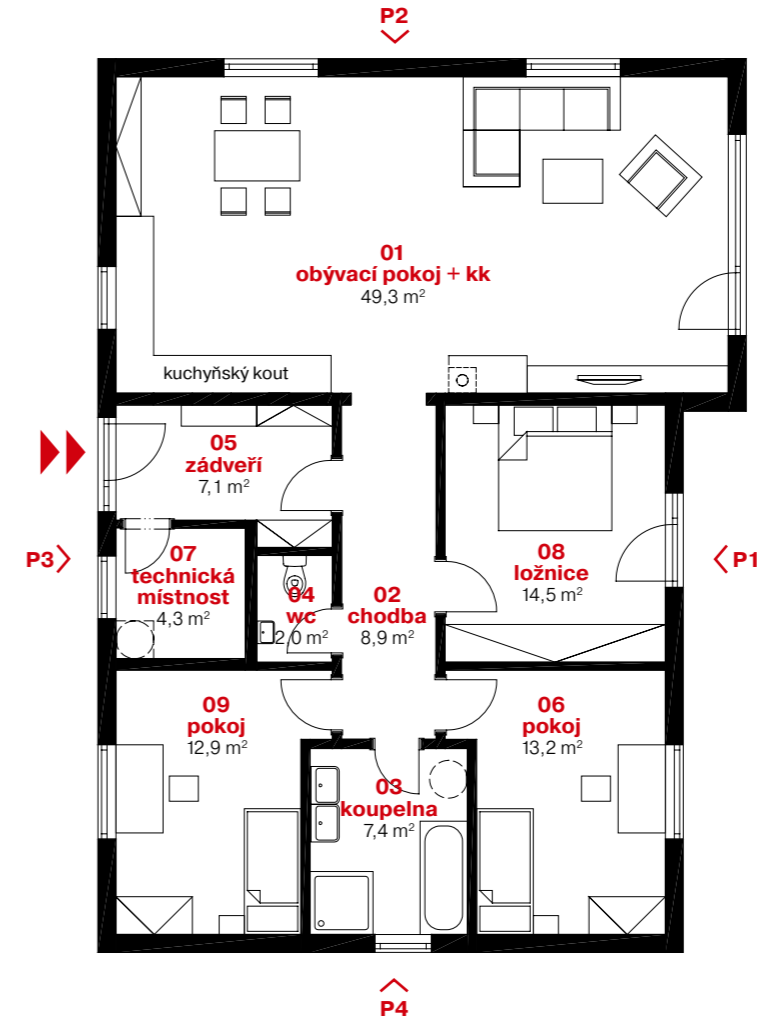 P2
01
obývací pokoj + kk
49,3 m²
kuchyňský kout
05
zádveří
7,1 m²
P3
07
technická
místnost
4,3 m²
04
wc
2,0 m²
02
chodba
8,9 m²
08
ložnice
14,5 m²
P1
09
pokoj
12,9 m²
06
pokoj
13,2 m²
03
koupelna
7,4 m²
P4